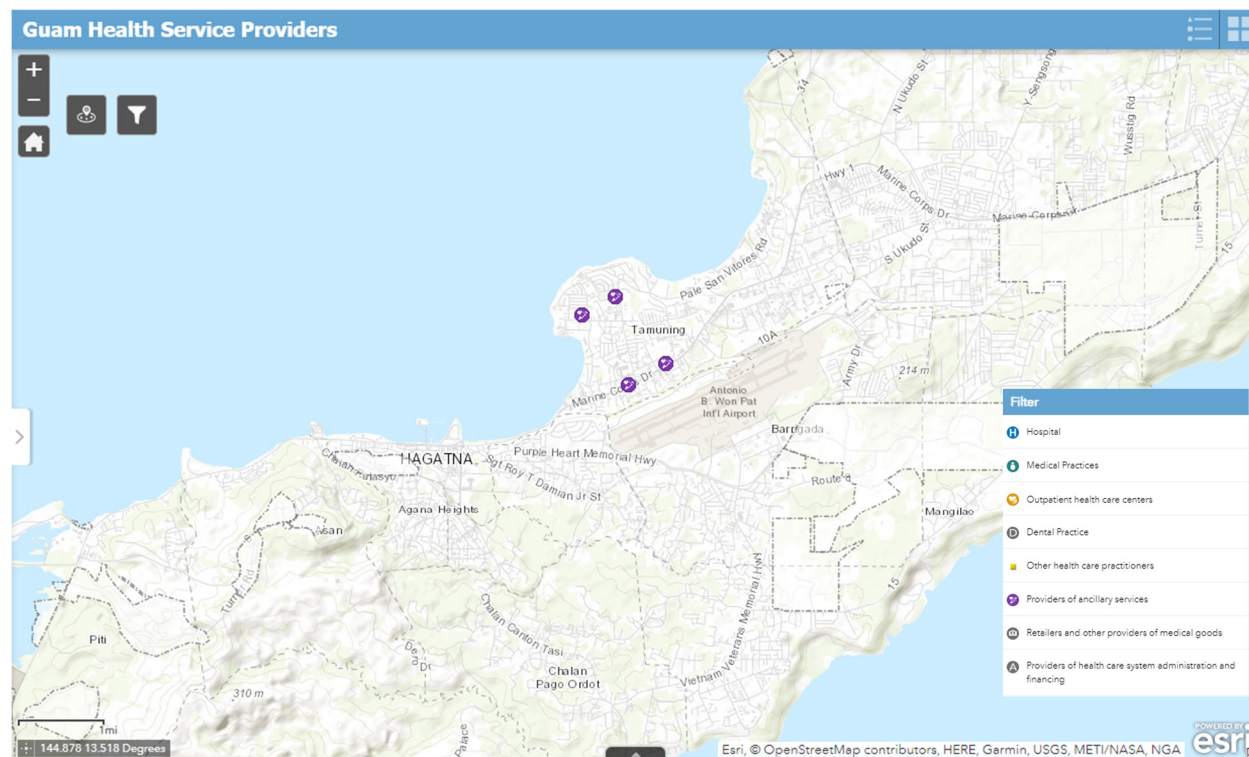 Guam Health Service Providers
+
−
34
N Ukudo St
Y-Sengsong
Wusstig Rd
Hwy 1
Marine Corps Dr
Marine-Corps
Turner St
15
S Ukudo St
Pale San Vitores Rd
Tamuning
10A
Army Dr
214 m
Marine Corps Dr
Antonio
B. Won Pat
Int'l Airport
Barrigada
HAGATNA
Purple Heart Memorial Hwy
Sgt Roy T Damian Jr St
Agana Heights
Asan
Mangilao
15
Turner Rd
Piti
Chalan Canton Tasi
Vietnam Veterans Memorial Hwy
Chalan
Pago Ordot
310 m
Palace
Filter
H Hospital
Medical Practices
Outpatient health care centers
D Dental Practice
Other health care practitioners
Providers of ancillary services
Retailers and other providers of medical goods
A Providers of health care system administration and
financing
1mi
144.878 13.518 Degrees
Esri, © OpenStreetMap contributors, HERE, Garmin, USGS, METI/NASA, NGA
POWERED BY
esri